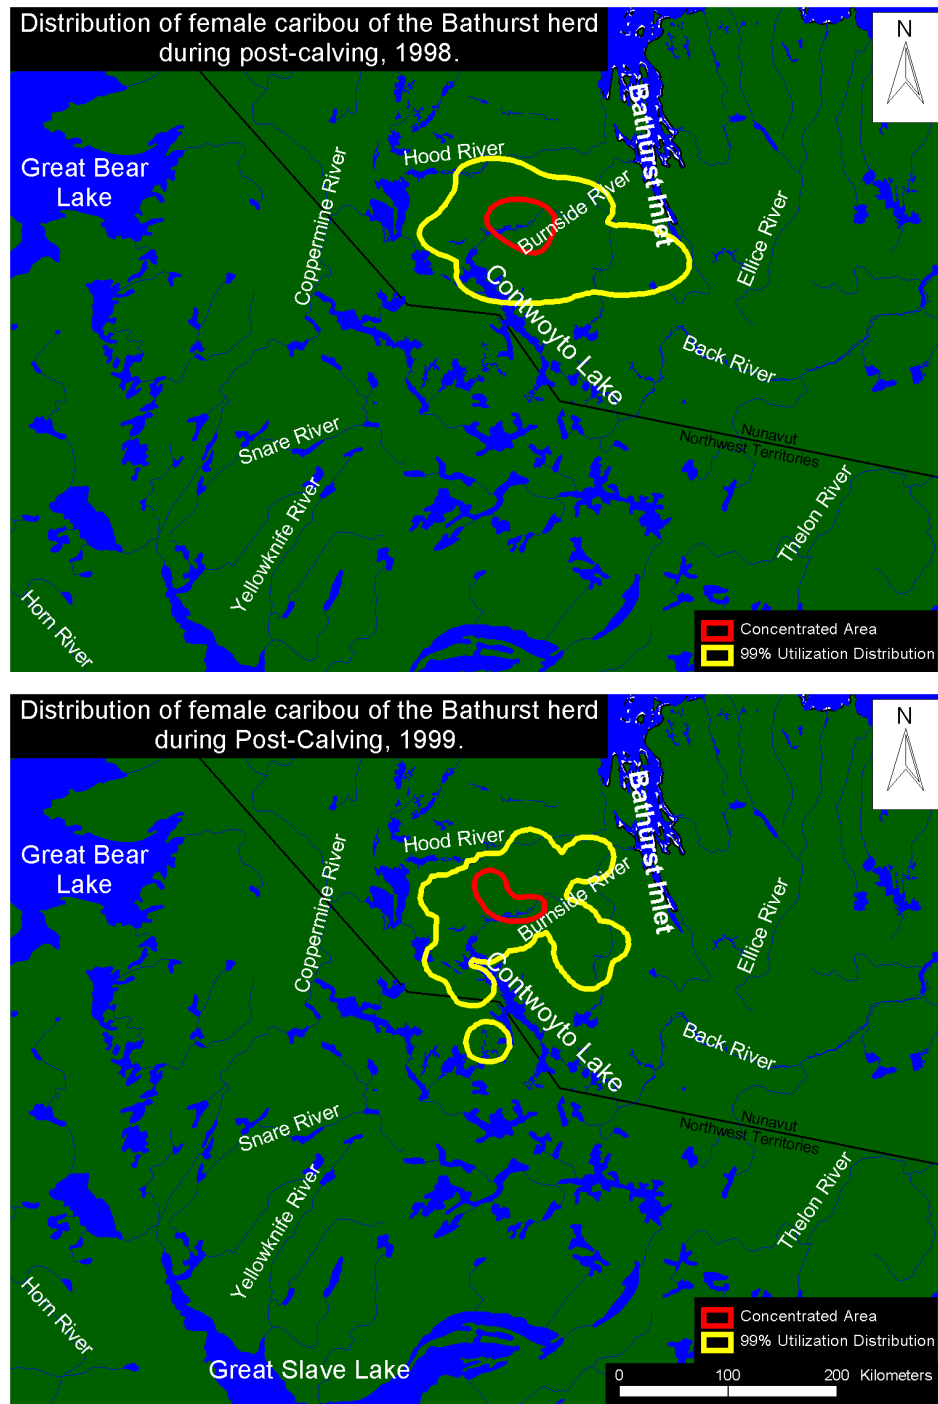 Distribution of female caribou of the Bathurst herd
during post-calving, 1998.
N
Great Bear
Lake
Coppermine River
Hood River
Bathurst Inlet
Burnside River
Ellice River
Contwoyto Lake
Back River
Snare River
Nunavut
Northwest Territories
Yellowknife River
Thelon River
Horn River
Concentrated Area
99% Utilization Distribution
Distribution of female caribou of the Bathurst herd
during Post-Calving, 1999.
N
Great Bear
Lake
Coppermine River
Hood River
Bathurst Inlet
Burnside River
Ellice River
Contwoyto Lake
Back River
Snare River
Nunavut
Northwest Territories
Yellowknife River
Thelon River
Horn River
Great Slave Lake
Concentrated Area
99% Utilization Distribution
0 100 200 Kilometers